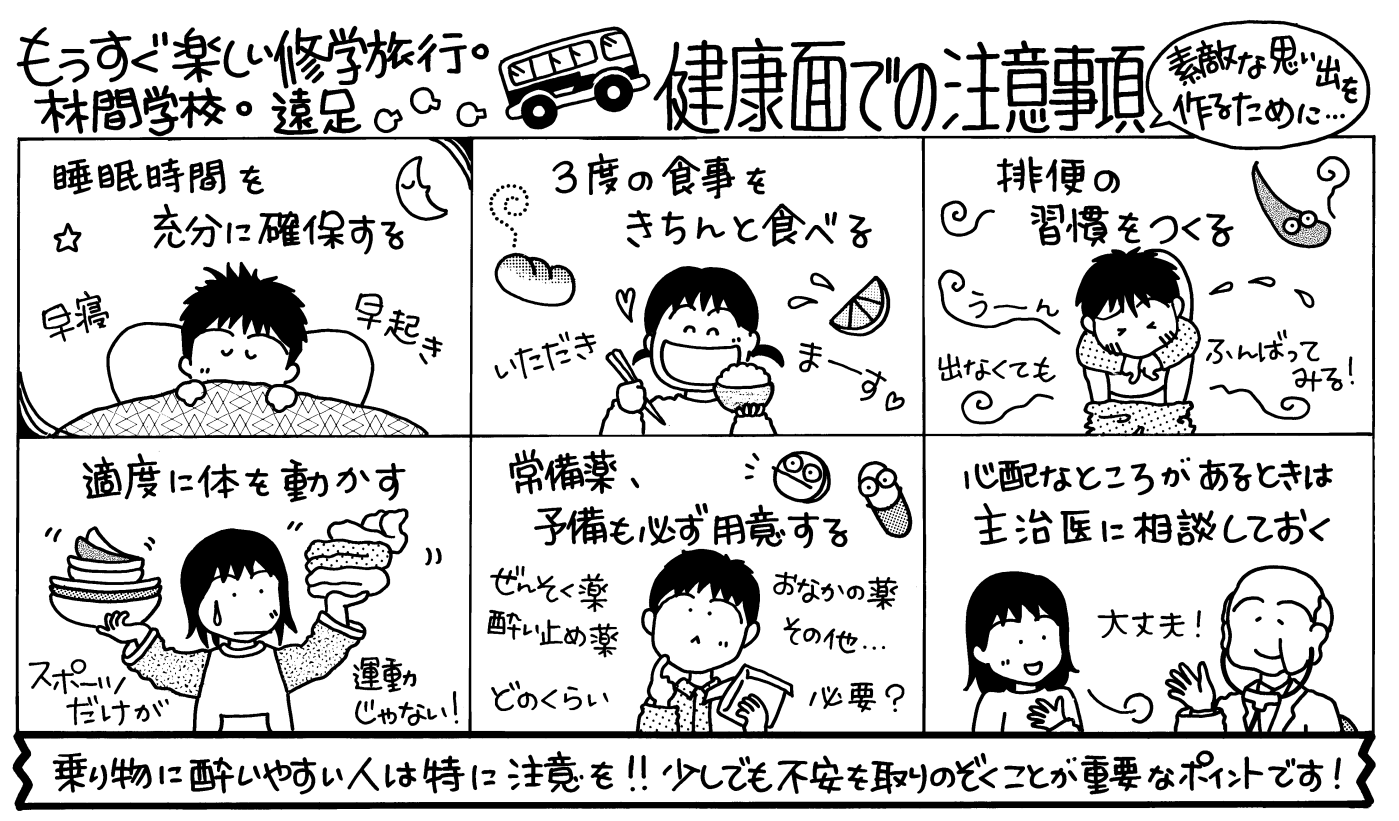 もうすぐ楽しい修学旅行。
林間学校。遠足
健康面での注意事項
素敵な思い出を
作るために…
睡眠時間を
充分に確保する
早寝
早起き
3度の食事を
きちんと食べる
いただき
まーす
排便の
習慣をつくる
うーん
出なくても
ふんばって
みる!
適度に体を動かす
スポーツ
だけが
運動
じゃない!
常備薬、
予備も必ず用意する
ぜんそく薬
酔い止め薬
どのくらい
おなかの薬
その他…
必要?
心配なところがあるときは
主治医に相談しておく
大丈夫!
乗り物に酔いやすい人は特に注意を!!少しでも不安を取りのぞくことが重要なポイントです!